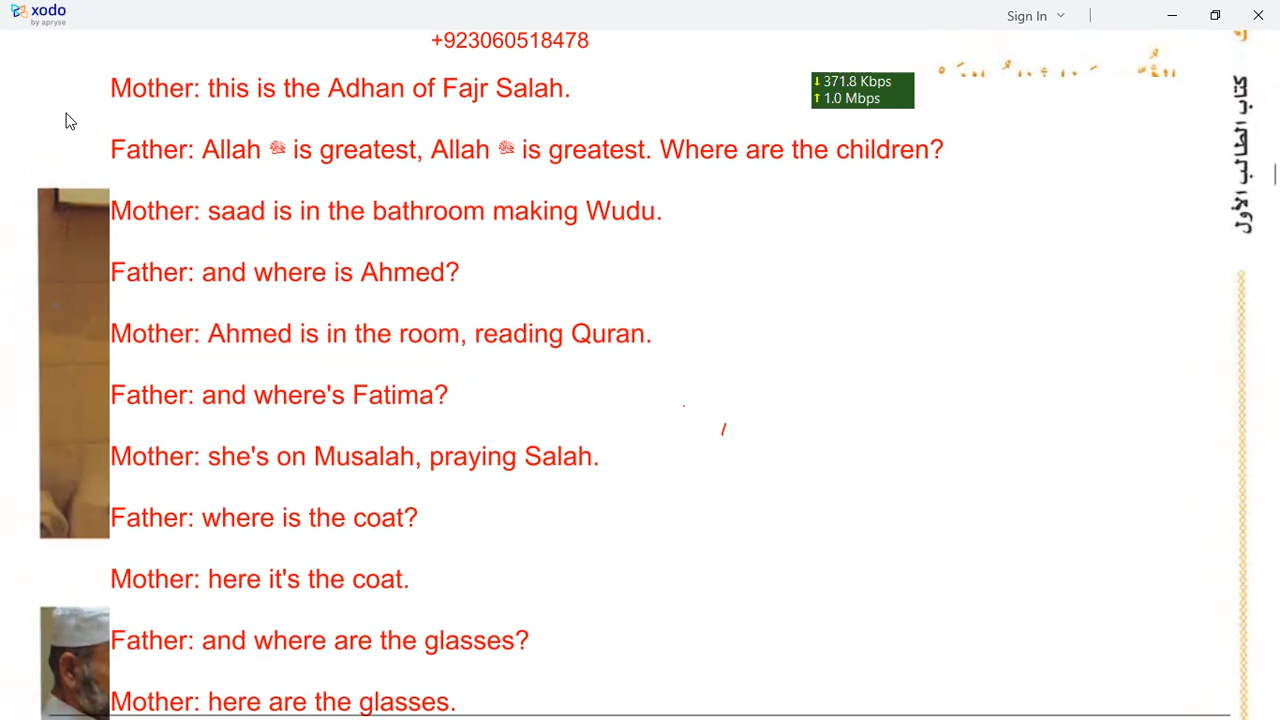 xodo
by apryse
Sign In
+923060518478
Mother: this is the Adhan of Fajr Salah.
↓ 371.8 Kbps
↑ 1.0 Mbps
Father: Allah ﷻ is greatest, Allah ﷻ is greatest. Where are the children?
كتاب الطالب الأول
Mother: saad is in the bathroom making Wudu.
Father: and where is Ahmed?
Mother: Ahmed is in the room, reading Quran.
Father: and where's Fatima?
Mother: she's on Musalah, praying Salah.
Father: where is the coat?
Mother: here it's the coat.
Father: and where are the glasses?
Mother: here are the glasses.